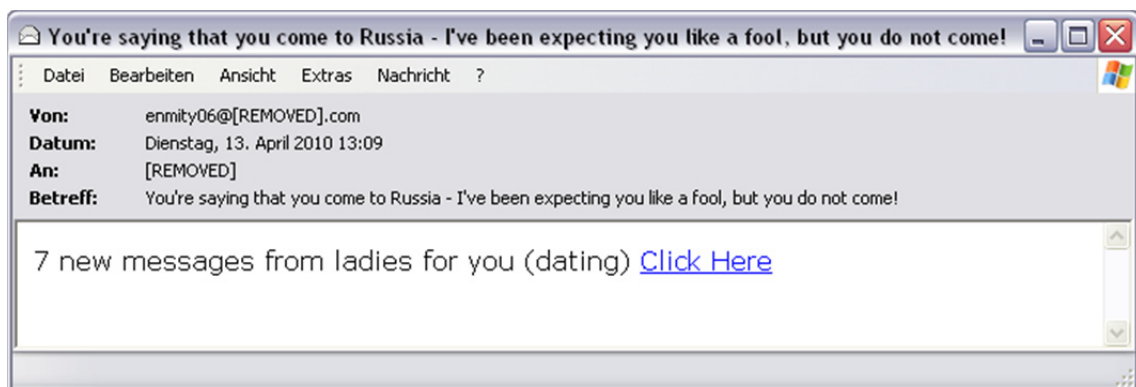 You're saying that you come to Russia - I've been expecting you like a fool, but you do not come!
Datei Bearbeiten Ansicht Extras Nachricht ?
Von: enmity06@[REMOVED].com
Datum: Dienstag, 13. April 2010 13:09
An: [REMOVED]
Betreff: You're saying that you come to Russia - I've been expecting you like a fool, but you do not come!
7 new messages from ladies for you (dating) Click Here